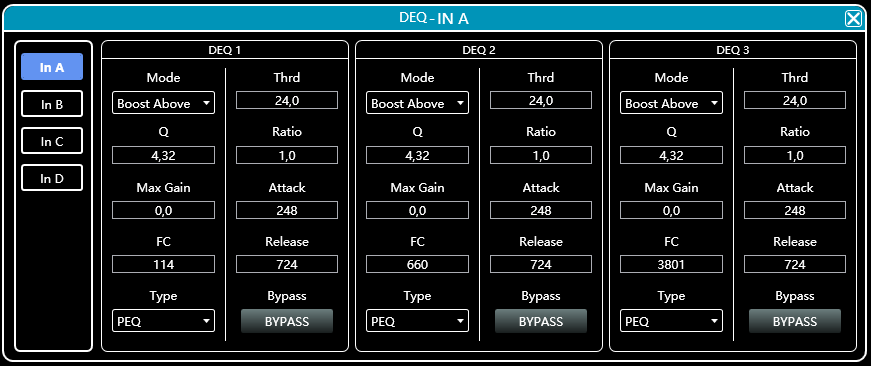 DEQ-IN A
In A
In B
In C
In D
DEQ 1
Mode Thrd
Boost Above 24,0
Q Ratio
4,32 1,0
Max Gain Attack
0,0 248
FC Release
114 724
Type Bypass
PEQ BYPASS
DEQ 2
Mode Thrd
Boost Above 24,0
Q Ratio
4,32 1,0
Max Gain Attack
0,0 248
FC Release
660 724
Type Bypass
PEQ BYPASS
DEQ 3
Mode Thrd
Boost Above 24,0
Q Ratio
4,32 1,0
Max Gain Attack
0,0 248
FC Release
3801 724
Type Bypass
PEQ BYPASS